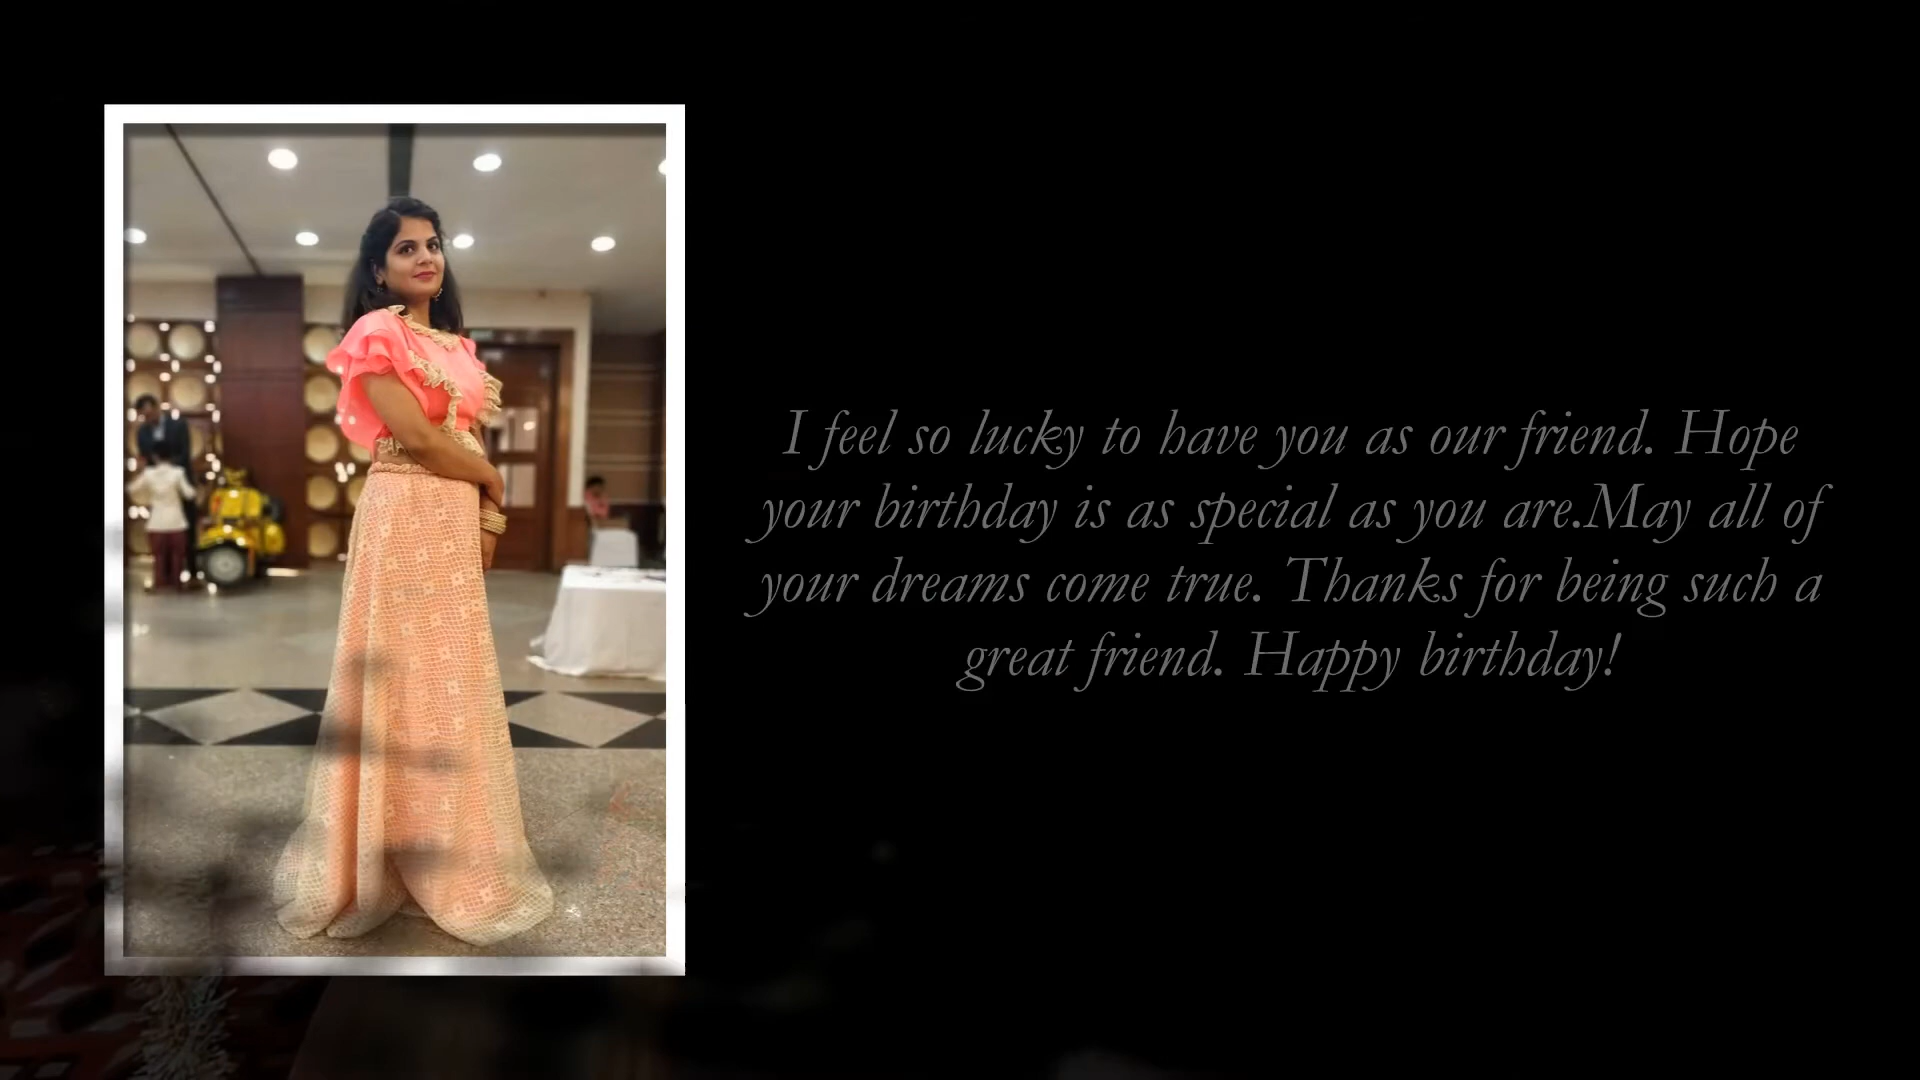 I feel so lucky to have you as our friend. Hope
your birthday is as special as you are.May all of
your dreams come true. Thanks for being such a
great friend. Happy birthday!